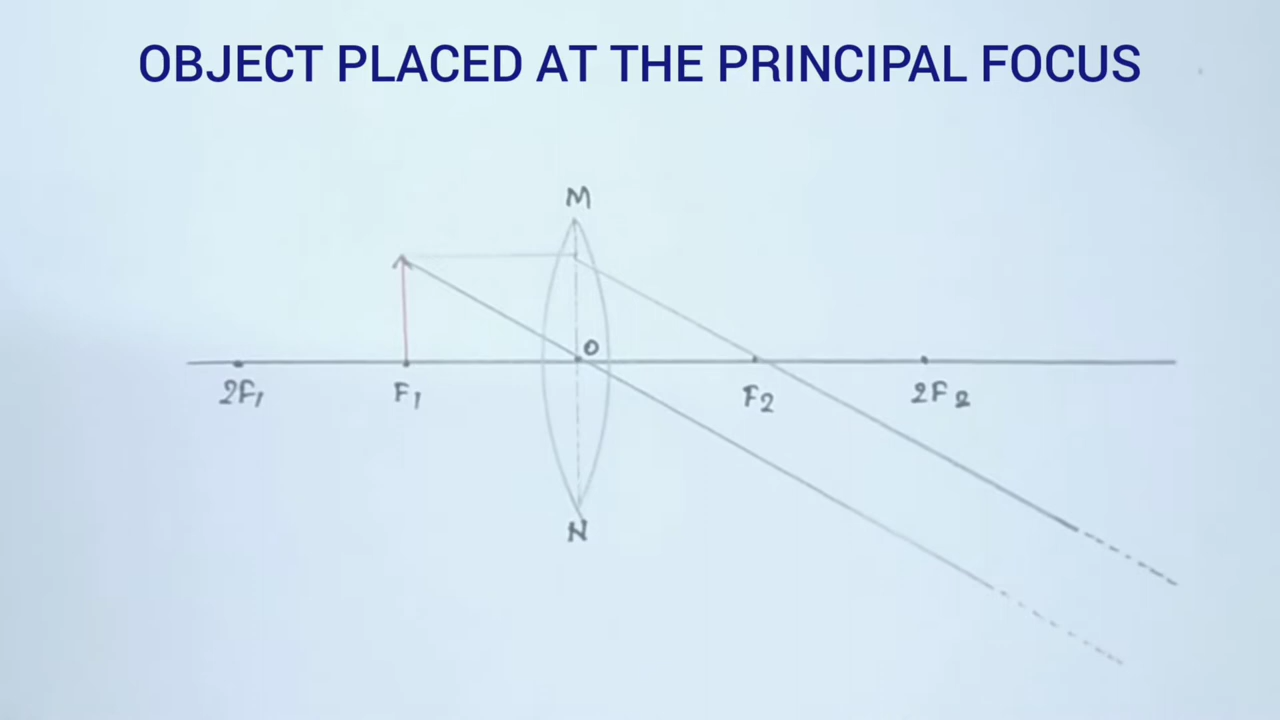 OBJECT PLACED AT THE PRINCIPAL FOCUS
M
O
2F1
F1
F2
2F2
N